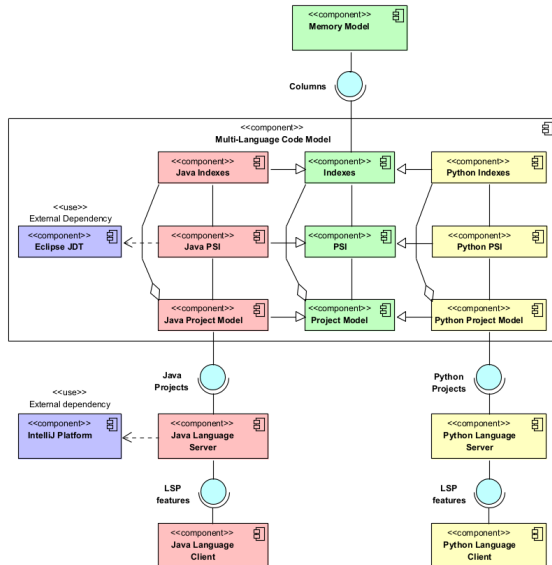 <<component>>
Memory Model
Columns
<<component>>
Multi-Language Code Model
<<component>>
Java Indexes
<<component>>
Indexes
<<component>>
Python Indexes
<<use>>
External Dependency
<<component>>
Eclipse JDT
<<component>>
Java PSI
<<component>>
PSI
<<component>>
Python PSI
<<component>>
Java Project Model
<<component>>
Project Model
<<component>>
Python Project Model
Java
Projects
Python
Projects
<<use>>
External dependency
<<component>>
IntelliJ Platform
<<component>>
Java Language
Server
<<component>>
Python Language
Server
LSP
features
LSP
features
<<component>>
Java Language
Client
<<component>>
Python Language
Client